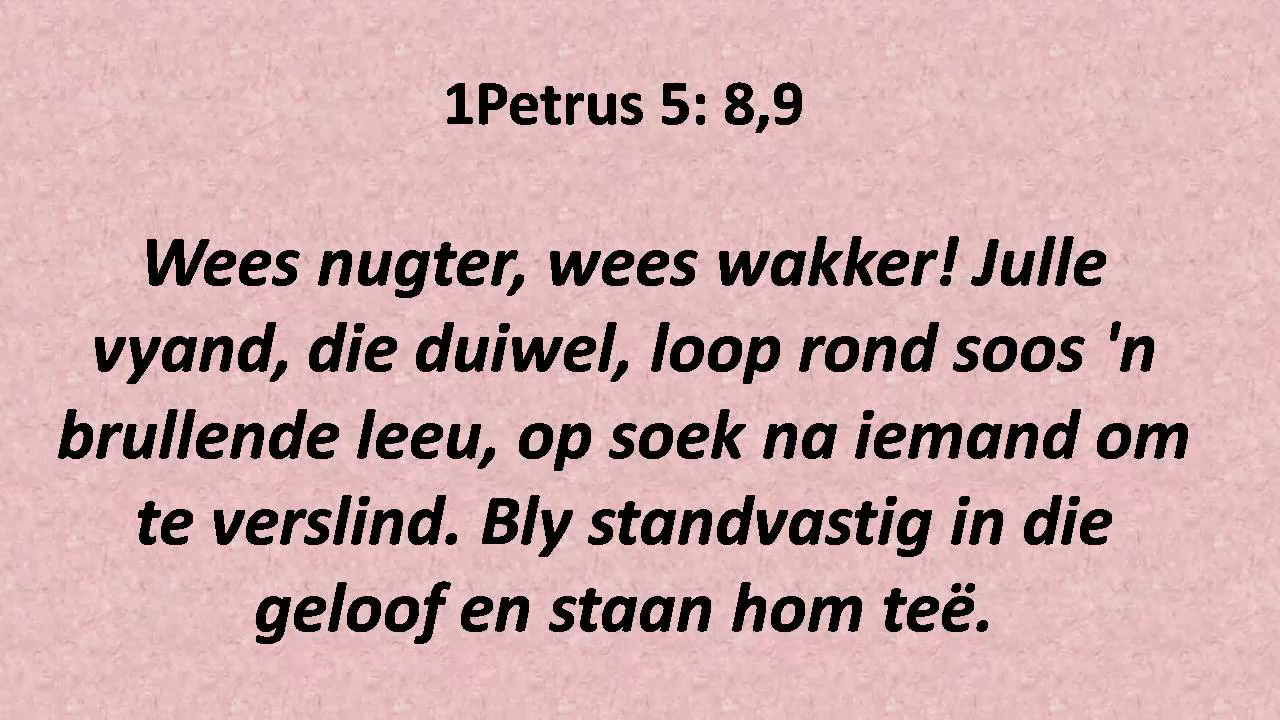 1Petrus 5: 8,9
Wees nugter, wees wakker! Julle
vyand, die duiwel, loop rond soos 'n
brullende leeu, op soek na iemand om
te verslind. Bly standvastig in die
geloof en staan hom teë.